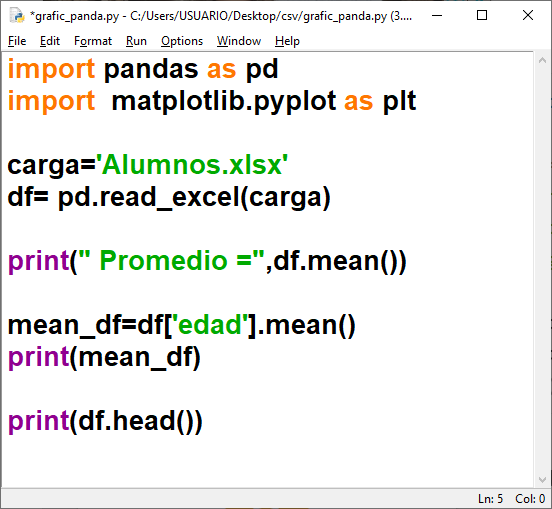 *grafic_panda.py - C:/Users/USUARIO/Desktop/csv/grafic_panda.py (3....
File Edit Format Run Options Window Help
import pandas as pd
import  matplotlib.pyplot as plt
carga='Alumnos.xlsx'
df= pd.read_excel(carga)
print(" Promedio =",df.mean())
mean_df=df['edad'].mean()
print(mean_df)
print(df.head())
Ln: 5 Col: 0